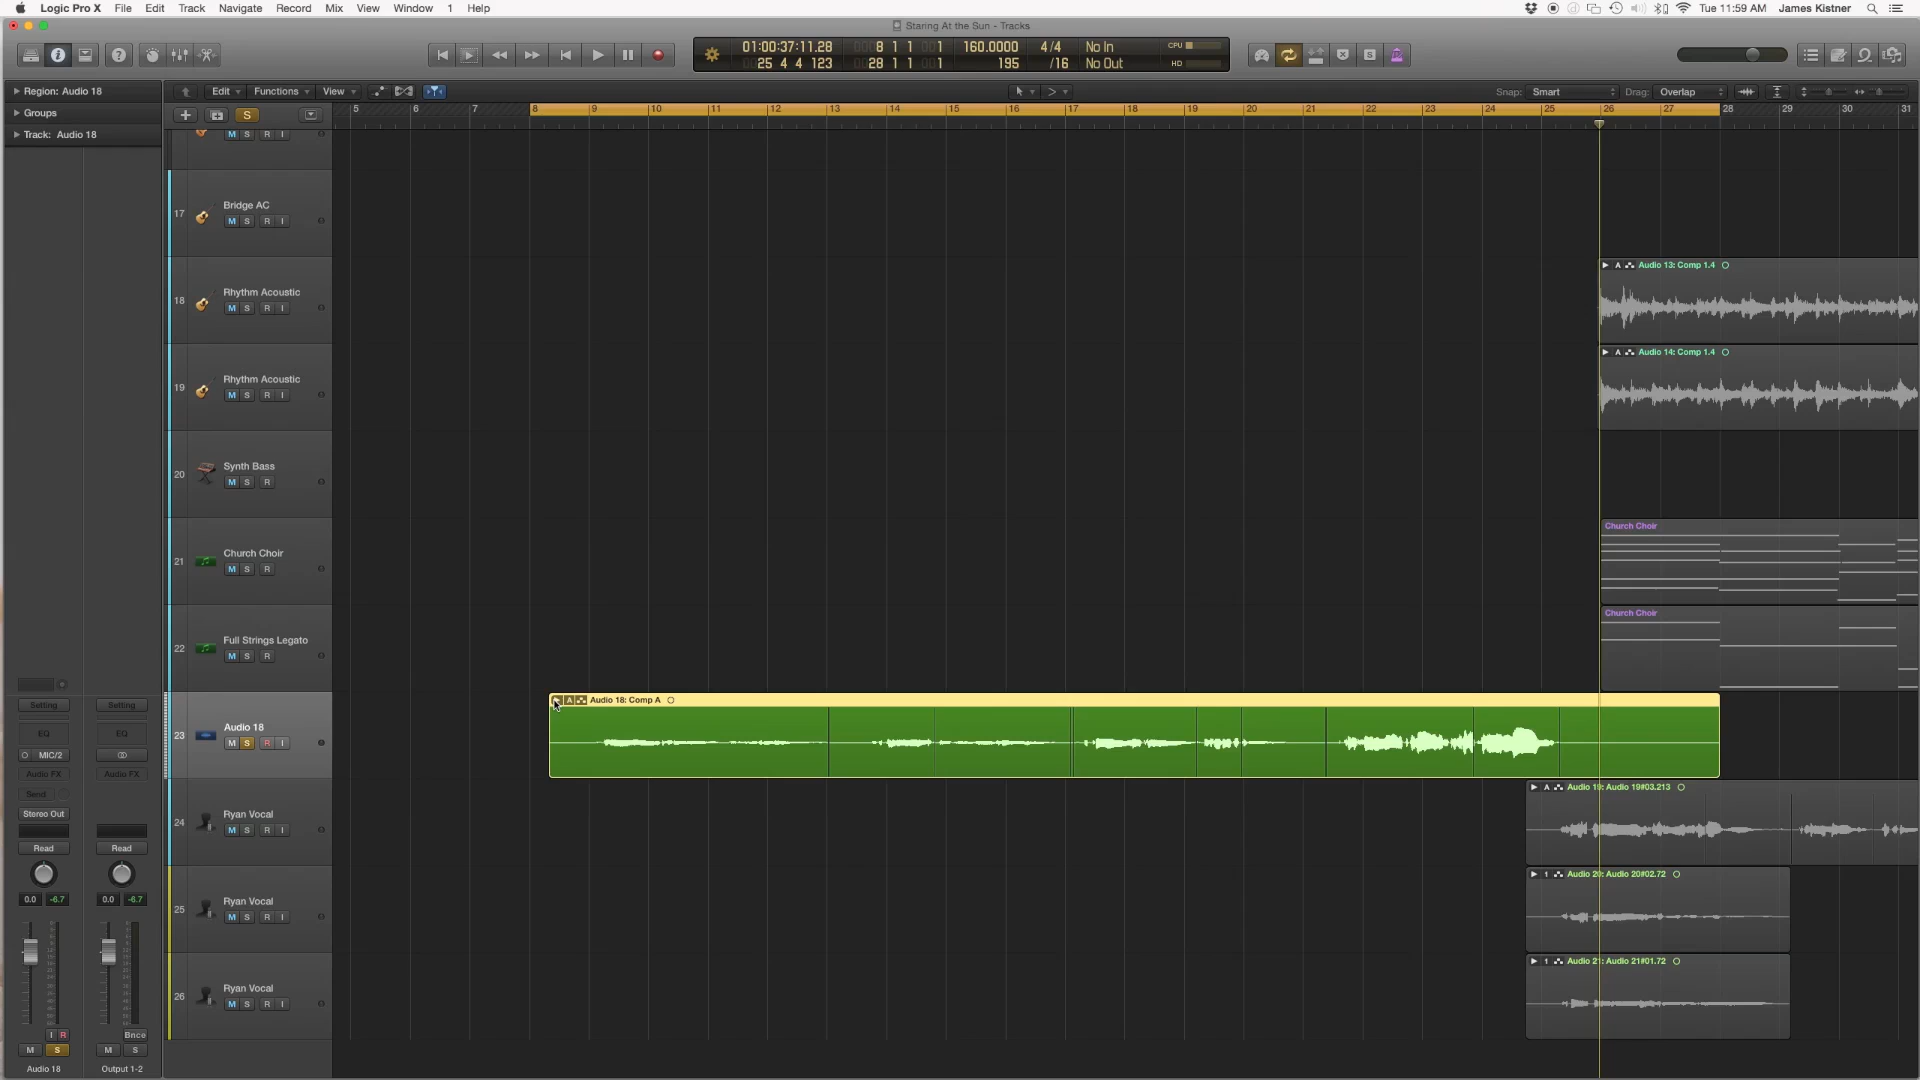 Logic Pro X File Edit Track Navigate Record Mix View Window 1 Help
Tue 11:59 AM James Kistner
Staring At the Sun - Tracks
01:00:37:11.28 8 1 1 1 160.0000 4/4 No In CPU
25 4 4 123 28 1 1 1 195 /16 No Out HD
Region: Audio 18
Edit Functions View
Snap: Smart Drag: Overlap
Groups
Track: Audio 18
S
5 6 7 8 9 10 11 12 13 14 15 16 17 18 19 20 21 22 23 24 25 26 27 28 29 30 31
M S R I
17 Bridge AC
M S R I
18 Rhythm Acoustic
M S R I
A Audio 13: Comp 1.4
19 Rhythm Acoustic
M S R I
A Audio 14: Comp 1.4
20 Synth Bass
M S R
21 Church Choir
M S R
Church Choir
22 Full Strings Legato
M S R
Church Choir
23 Audio 18
M S R I
A Audio 18: Comp A
24 Ryan Vocal
M S R I
A Audio 19: Audio 19#03.213
25 Ryan Vocal
M S R I
1 Audio 20: Audio 20#02.72
26 Ryan Vocal
M S R I
1 Audio 21: Audio 21#01.72
Setting Setting
EQ EQ
MIC/2
Audio FX Audio FX
Send
Stereo Out
Read Read
0.0 -6.7 0.0 -6.7
I R Bnce
M S M S
Audio 18 Output 1-2